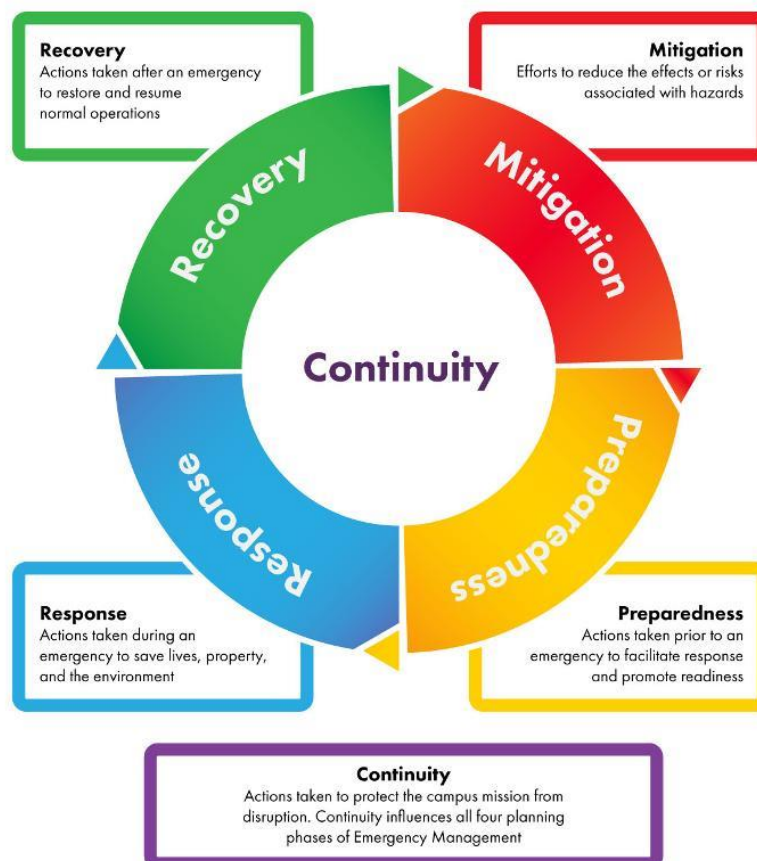 Recovery
Actions taken after an emergency
to restore and resume
normal operations
Mitigation
Efforts to reduce the effects or risks
associated with hazards
Recovery
Mitigation
Continuity
Response
Preparedness
Response
Actions taken during an
emergency to save lives, property,
and the environment
Preparedness
Actions taken prior to an
emergency to facilitate response
and promote readiness
Continuity
Actions taken to protect the campus mission from
disruption. Continuity influences all four planning
phases of Emergency Management